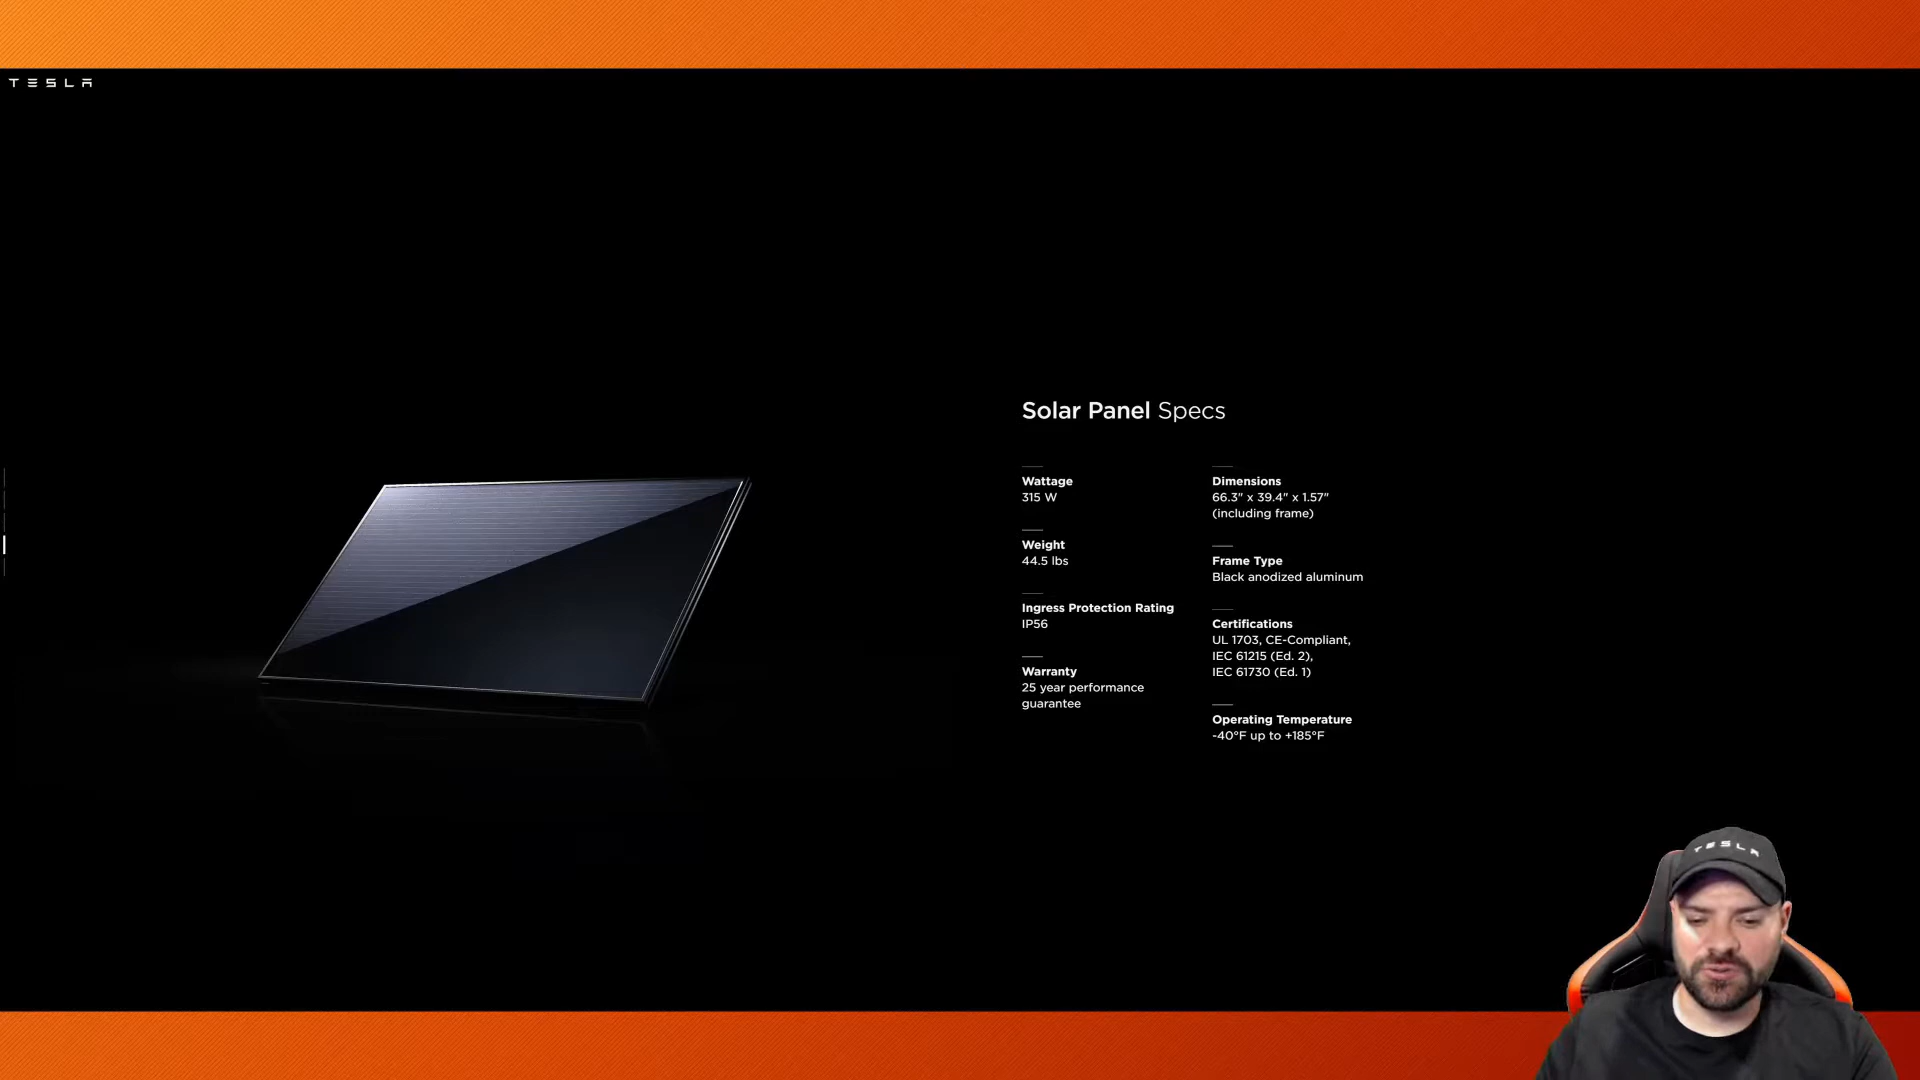 TESLA
Solar Panel Specs
Wattage
315 W
Weight
44.5 lbs
Ingress Protection Rating
IP56
Warranty
25 year performance
guarantee
Dimensions
66.3" x 39.4" x 1.57"
(including frame)
Frame Type
Black anodized aluminum
Certifications
UL 1703, CE-Compliant,
IEC 61215 (Ed. 2),
IEC 61730 (Ed. 1)
Operating Temperature
-40°F up to +185°F
TESLA